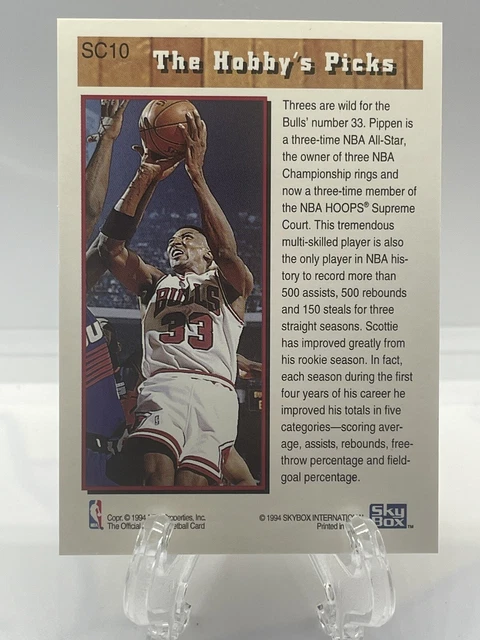 SC10
The Hobby's Picks
Threes are wild for the
Bulls' number 33. Pippen is
a three-time NBA All-Star,
the owner of three NBA
Championship rings and
now a three-time member of
the NBA HOOPS® Supreme
Court. This tremendous
multi-skilled player is also
the only player in NBA his-
tory to record more than
500 assists, 500 rebounds
and 150 steals for three
straight seasons. Scottie
has improved greatly from
his rookie season. In fact,
each season during the first
four years of his career he
improved his totals in five
categories—scoring aver-
age, assists, rebounds, free-
throw percentage and field-
goal percentage.
BULLS
33
Copr. © 1994 Properties, Inc.
The Official Card
© 1994 SKYBOX INTERNATIONAL
Printed in
SkyBox™